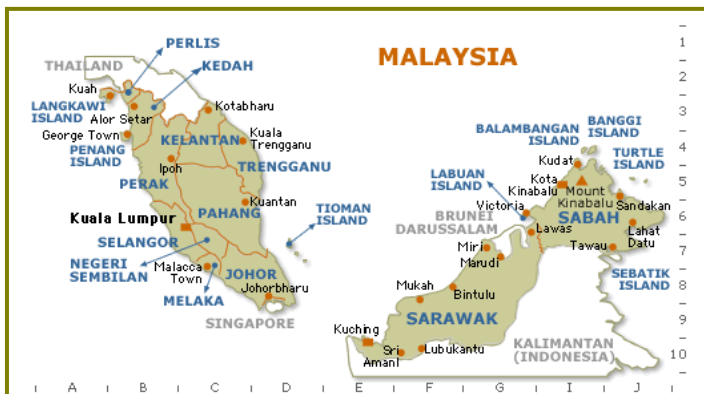 MALAYSIA
THAILAND
PERLIS
KEDAH
Kuah
LANGKAWI
ISLAND
Alor Setar
George Town
PENANG
ISLAND
Kotabharu
KELANTAN
Kuala
Trengganu
TRENGGANU
Ipoh
PERAK
Kuantan
PAHANG
Kuala Lumpur
TIOMAN
ISLAND
SELANGOR
NEGERI
SEMBILAN
Malacca
Town
MELAKA
JOHOR
Johorbharu
SINGAPORE
BALAMBANGAN
ISLAND
BANGGI
ISLAND
TURTLE
ISLAND
Kudat
LABUAN
ISLAND
Kota
Kinabalu
Mount
Kinabalu
Victoria
Sandakan
SABAH
BRUNEI
DARUSSALAM
Lawas
Lahat
Datu
Tawau
SEBATIK
ISLAND
Miri
Marudi
Mukah
Bintulu
SARAWAK
Kuching
Sri
Amanl
Lubukantu
KALIMANTAN
(INDONESIA)
1
2
3
4
5
6
7
8
9
10
A B C D E F G I J